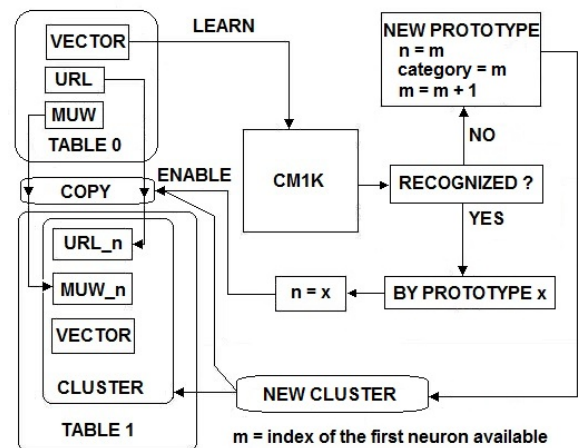 VECTOR
URL
MUW
TABLE 0
LEARN
NEW PROTOTYPE
n = m
category = m
m = m + 1
NO
COPY
ENABLE
CM1K
RECOGNIZED ?
YES
URL_n
MUW_n
VECTOR
CLUSTER
TABLE 1
n = x
BY PROTOTYPE x
NEW CLUSTER
m = index of the first neuron available